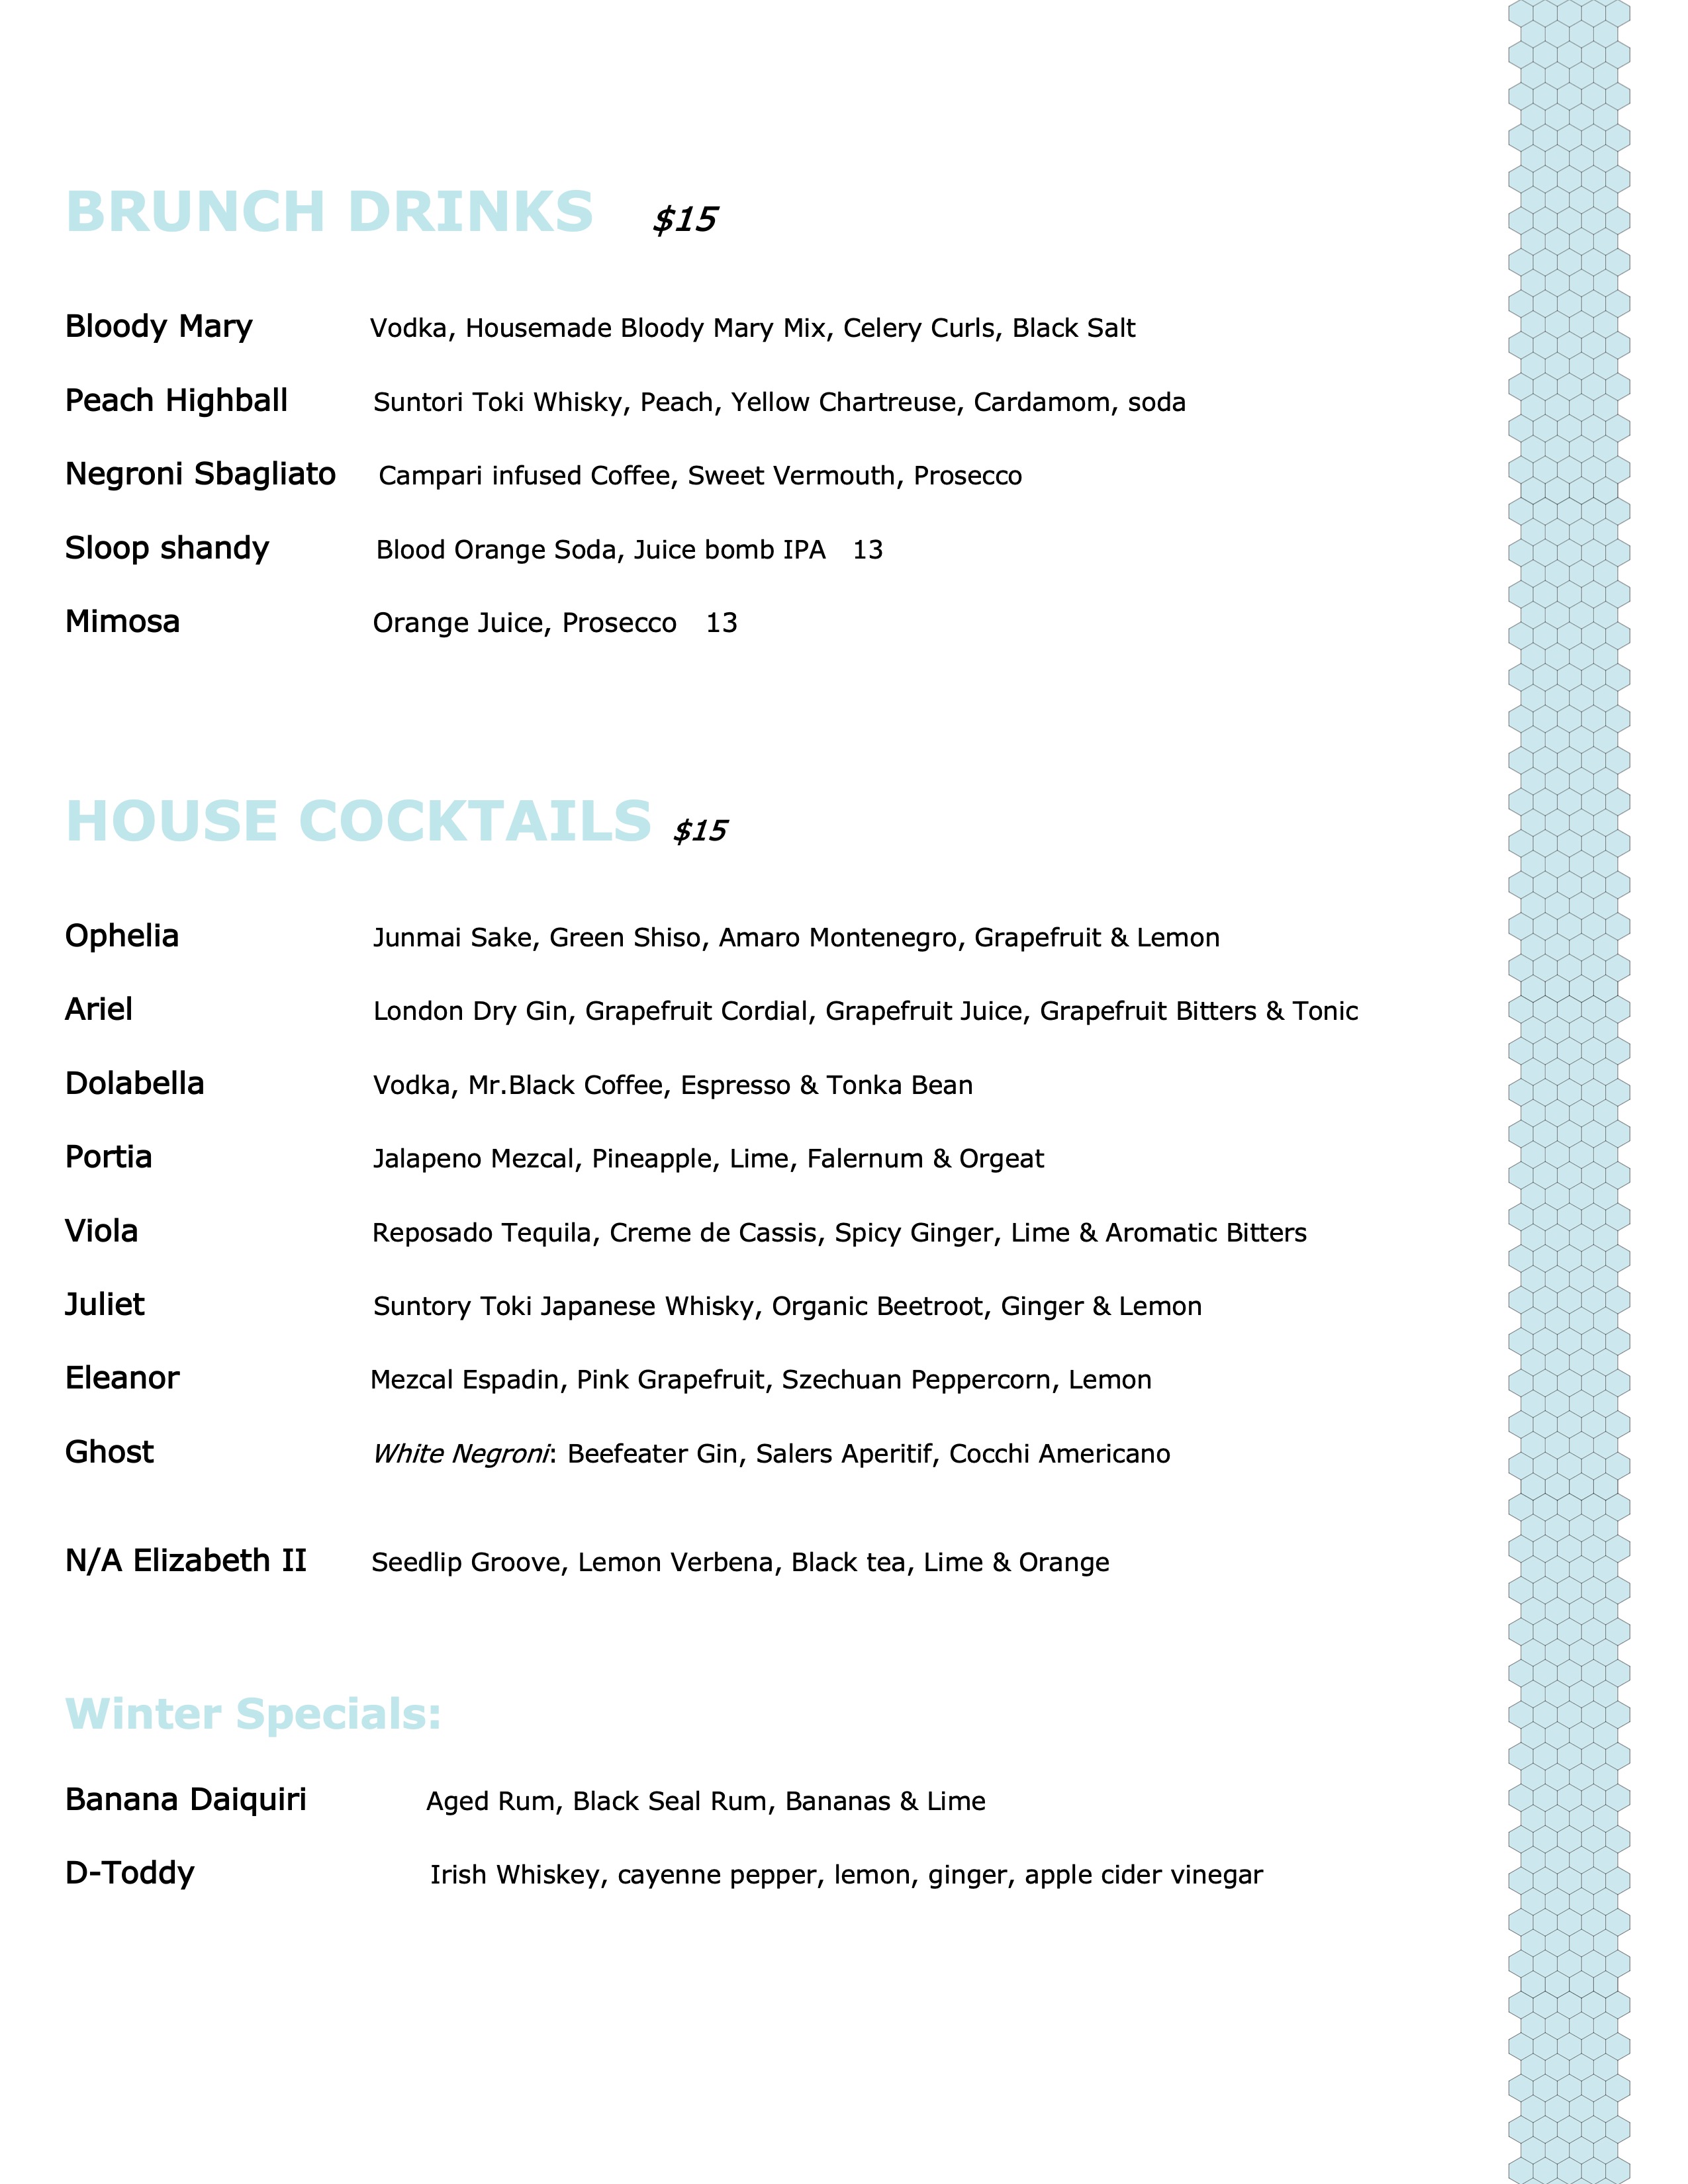 BRUNCH DRINKS $15
Bloody Mary Vodka, Housemade Bloody Mary Mix, Celery Curls, Black Salt
Peach Highball Suntori Toki Whisky, Peach, Yellow Chartreuse, Cardamom, soda
Negroni Sbagliato Campari infused Coffee, Sweet Vermouth, Prosecco
Sloop shandy Blood Orange Soda, Juice bomb IPA 13
Mimosa Orange Juice, Prosecco 13
HOUSE COCKTAILS $15
Ophelia Junmai Sake, Green Shiso, Amaro Montenegro, Grapefruit & Lemon
Ariel London Dry Gin, Grapefruit Cordial, Grapefruit Juice, Grapefruit Bitters & Tonic
Dolabella Vodka, Mr.Black Coffee, Espresso & Tonka Bean
Portia Jalapeno Mezcal, Pineapple, Lime, Falernum & Orgeat
Viola Reposado Tequila, Creme de Cassis, Spicy Ginger, Lime & Aromatic Bitters
Juliet Suntory Toki Japanese Whisky, Organic Beetroot, Ginger & Lemon
Eleanor Mezcal Espadin, Pink Grapefruit, Szechuan Peppercorn, Lemon
Ghost White Negroni: Beefeater Gin, Salers Aperitif, Cocchi Americano
N/A Elizabeth II Seedlip Groove, Lemon Verbena, Black tea, Lime & Orange
Winter Specials:
Banana Daiquiri Aged Rum, Black Seal Rum, Bananas & Lime
D-Toddy Irish Whiskey, cayenne pepper, lemon, ginger, apple cider vinegar